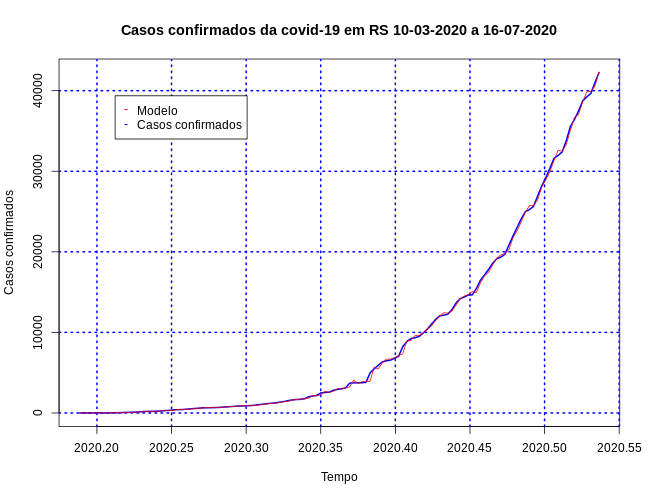 Casos confirmados da covid-19 em RS 10-03-2020 a 16-07-2020
Casos confirmados
40000
30000
20000
10000
0
- Modelo
- Casos confirmados
2020.20 2020.25 2020.30 2020.35 2020.40 2020.45 2020.50 2020.55
Tempo